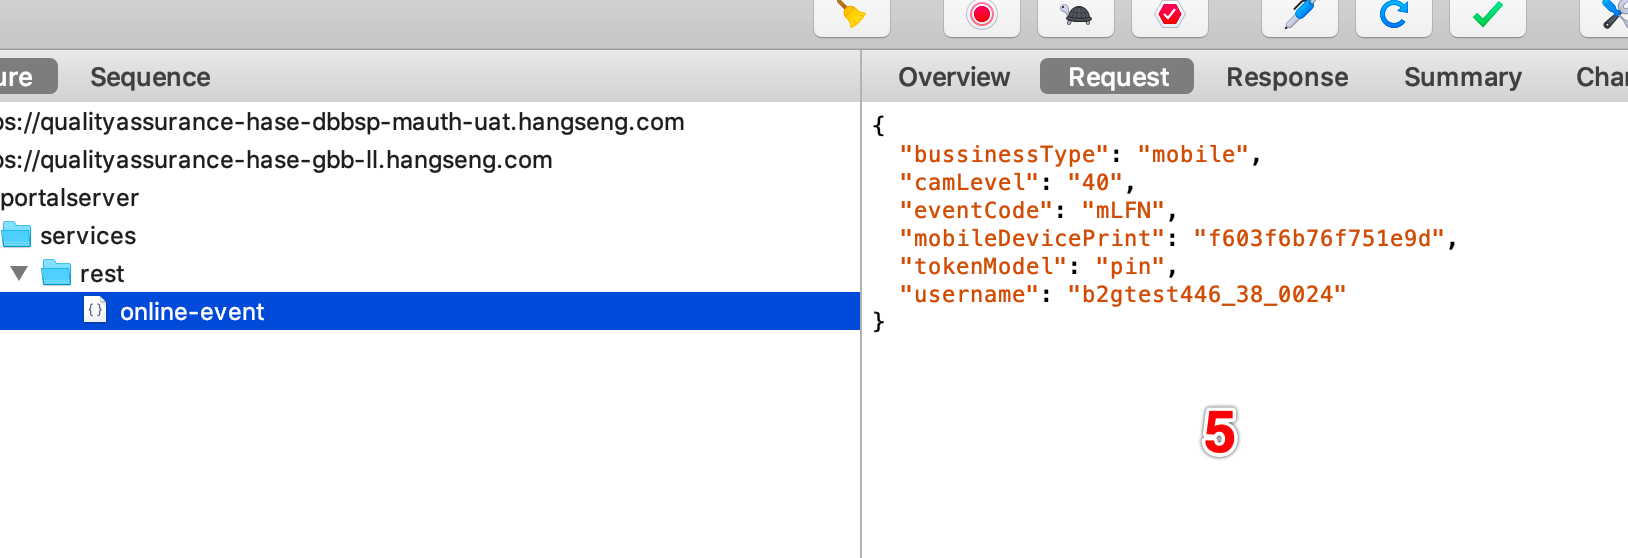 ure Sequence
Overview Request Response Summary Char
ps://qualityassurance-hase-dbbsp-mauth-uat.hangseng.com
ps://qualityassurance-hase-gbb-ll.hangseng.com
portalserver
services
rest
{} online-event
{
"bussinessType": "mobile",
"camLevel": "40",
"eventCode": "mLFN",
"mobileDevicePrint": "f603f6b76f751e9d",
"tokenModel": "pin",
"username": "b2gtest446_38_0024"
}
5